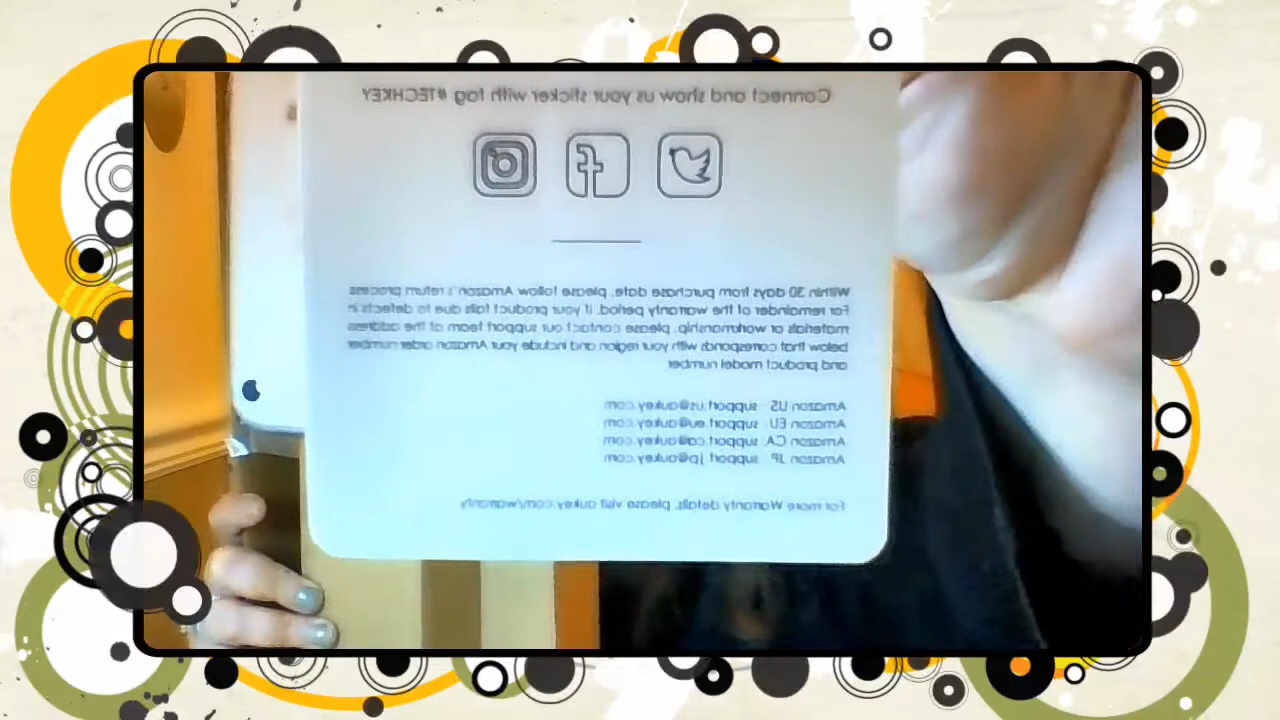 Connect and show us your sticker with tag #TECHKEY
Within 30 days from purchase date, please follow Amazon's return process
For remainder of the warranty period, if your product fails due to defects in
materials or workmanship, please contact our support team at the address
below that corresponds with your region and include your Amazon order number
and product model number
Amazon US : support.us@aukey.com
Amazon EU : support.eu@aukey.com
Amazon CA : support.ca@aukey.com
Amazon JP : support.jp@aukey.com
For more Warranty details, please visit aukey.com/warranty